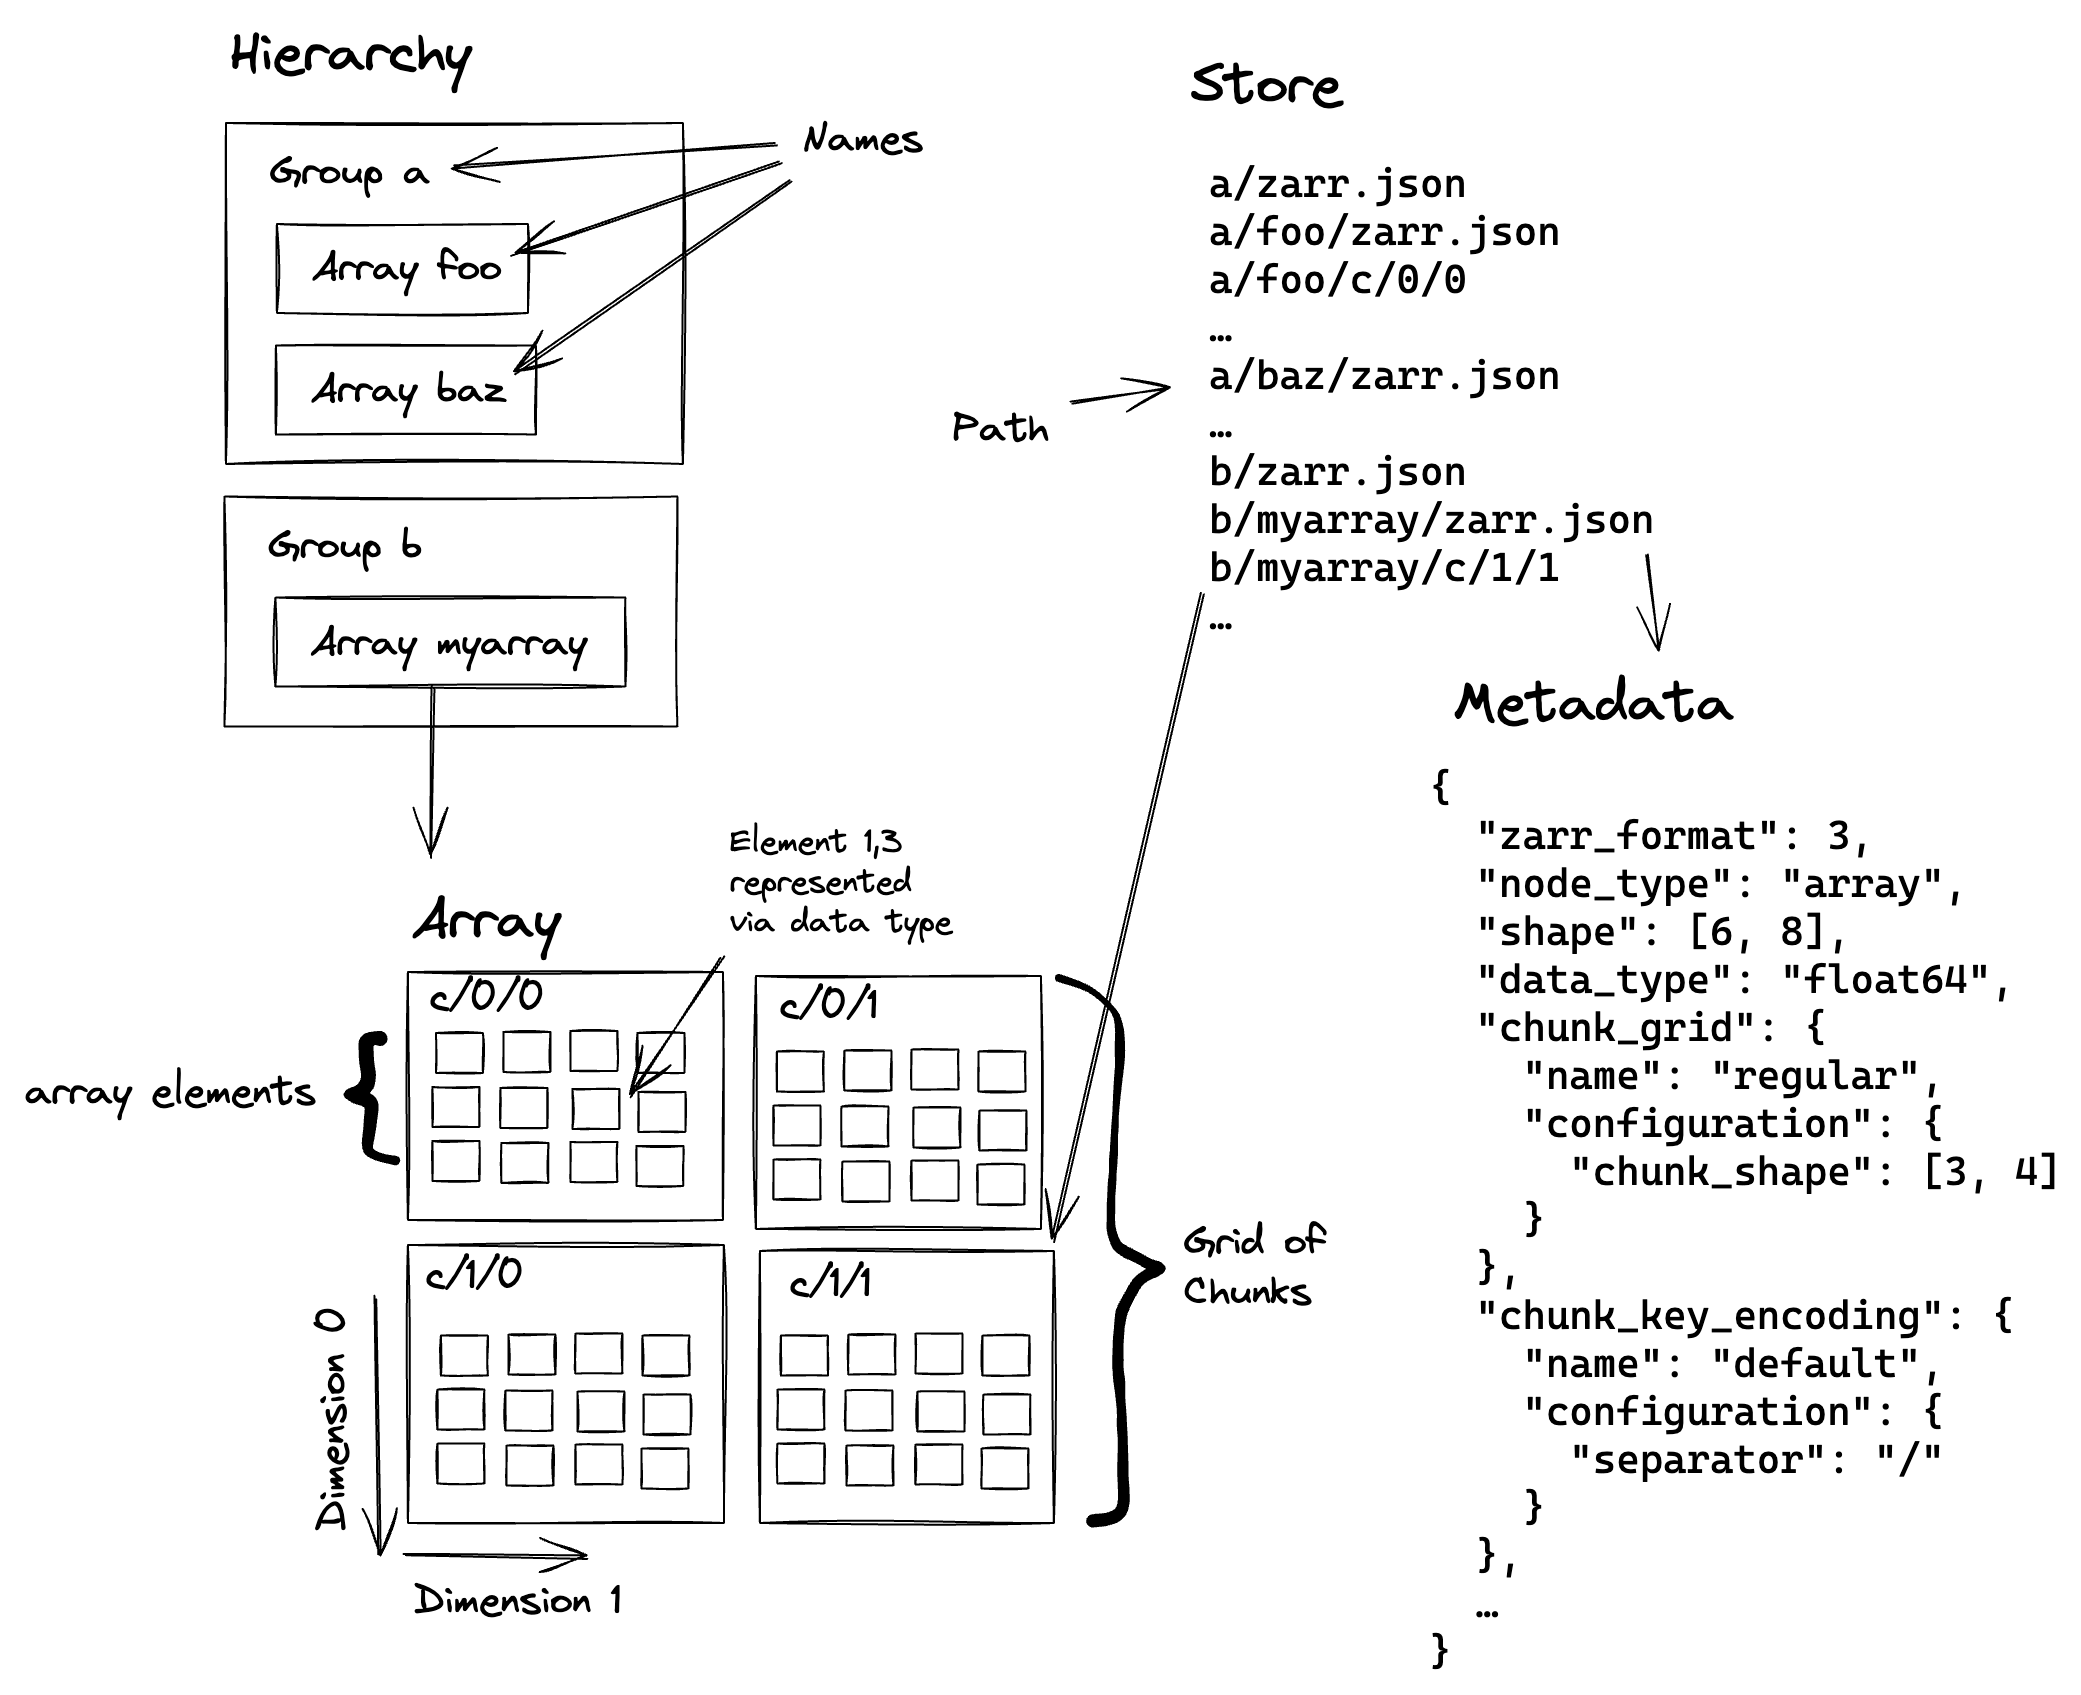 Hierarchy
Group a
Array foo
Array baz
Names
Group b
Array myarray
Store
a/zarr.json
a/foo/zarr.json
a/foo/c/0/0
…
a/baz/zarr.json
…
b/zarr.json
b/myarray/zarr.json
b/myarray/c/1/1
…
Path
Array
Element 1,3
represented
via data type
c/0/0
c/0/1
array elements
c/1/0
c/1/1
Grid of
Chunks
Dimension 0
Dimension 1
Metadata
{
"zarr_format": 3,
"node_type": "array",
"shape": [6, 8],
"data_type": "float64",
"chunk_grid": {
"name": "regular",
"configuration": {
"chunk_shape": [3, 4]
}
},
"chunk_key_encoding": {
"name": "default",
"configuration": {
"separator": "/"
}
},
…
}